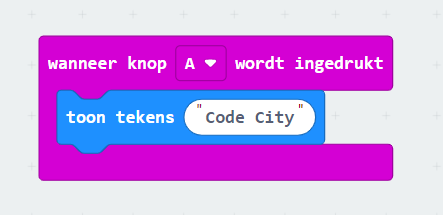 wanneer knop A wordt ingedrukt
toon tekens "Code City"